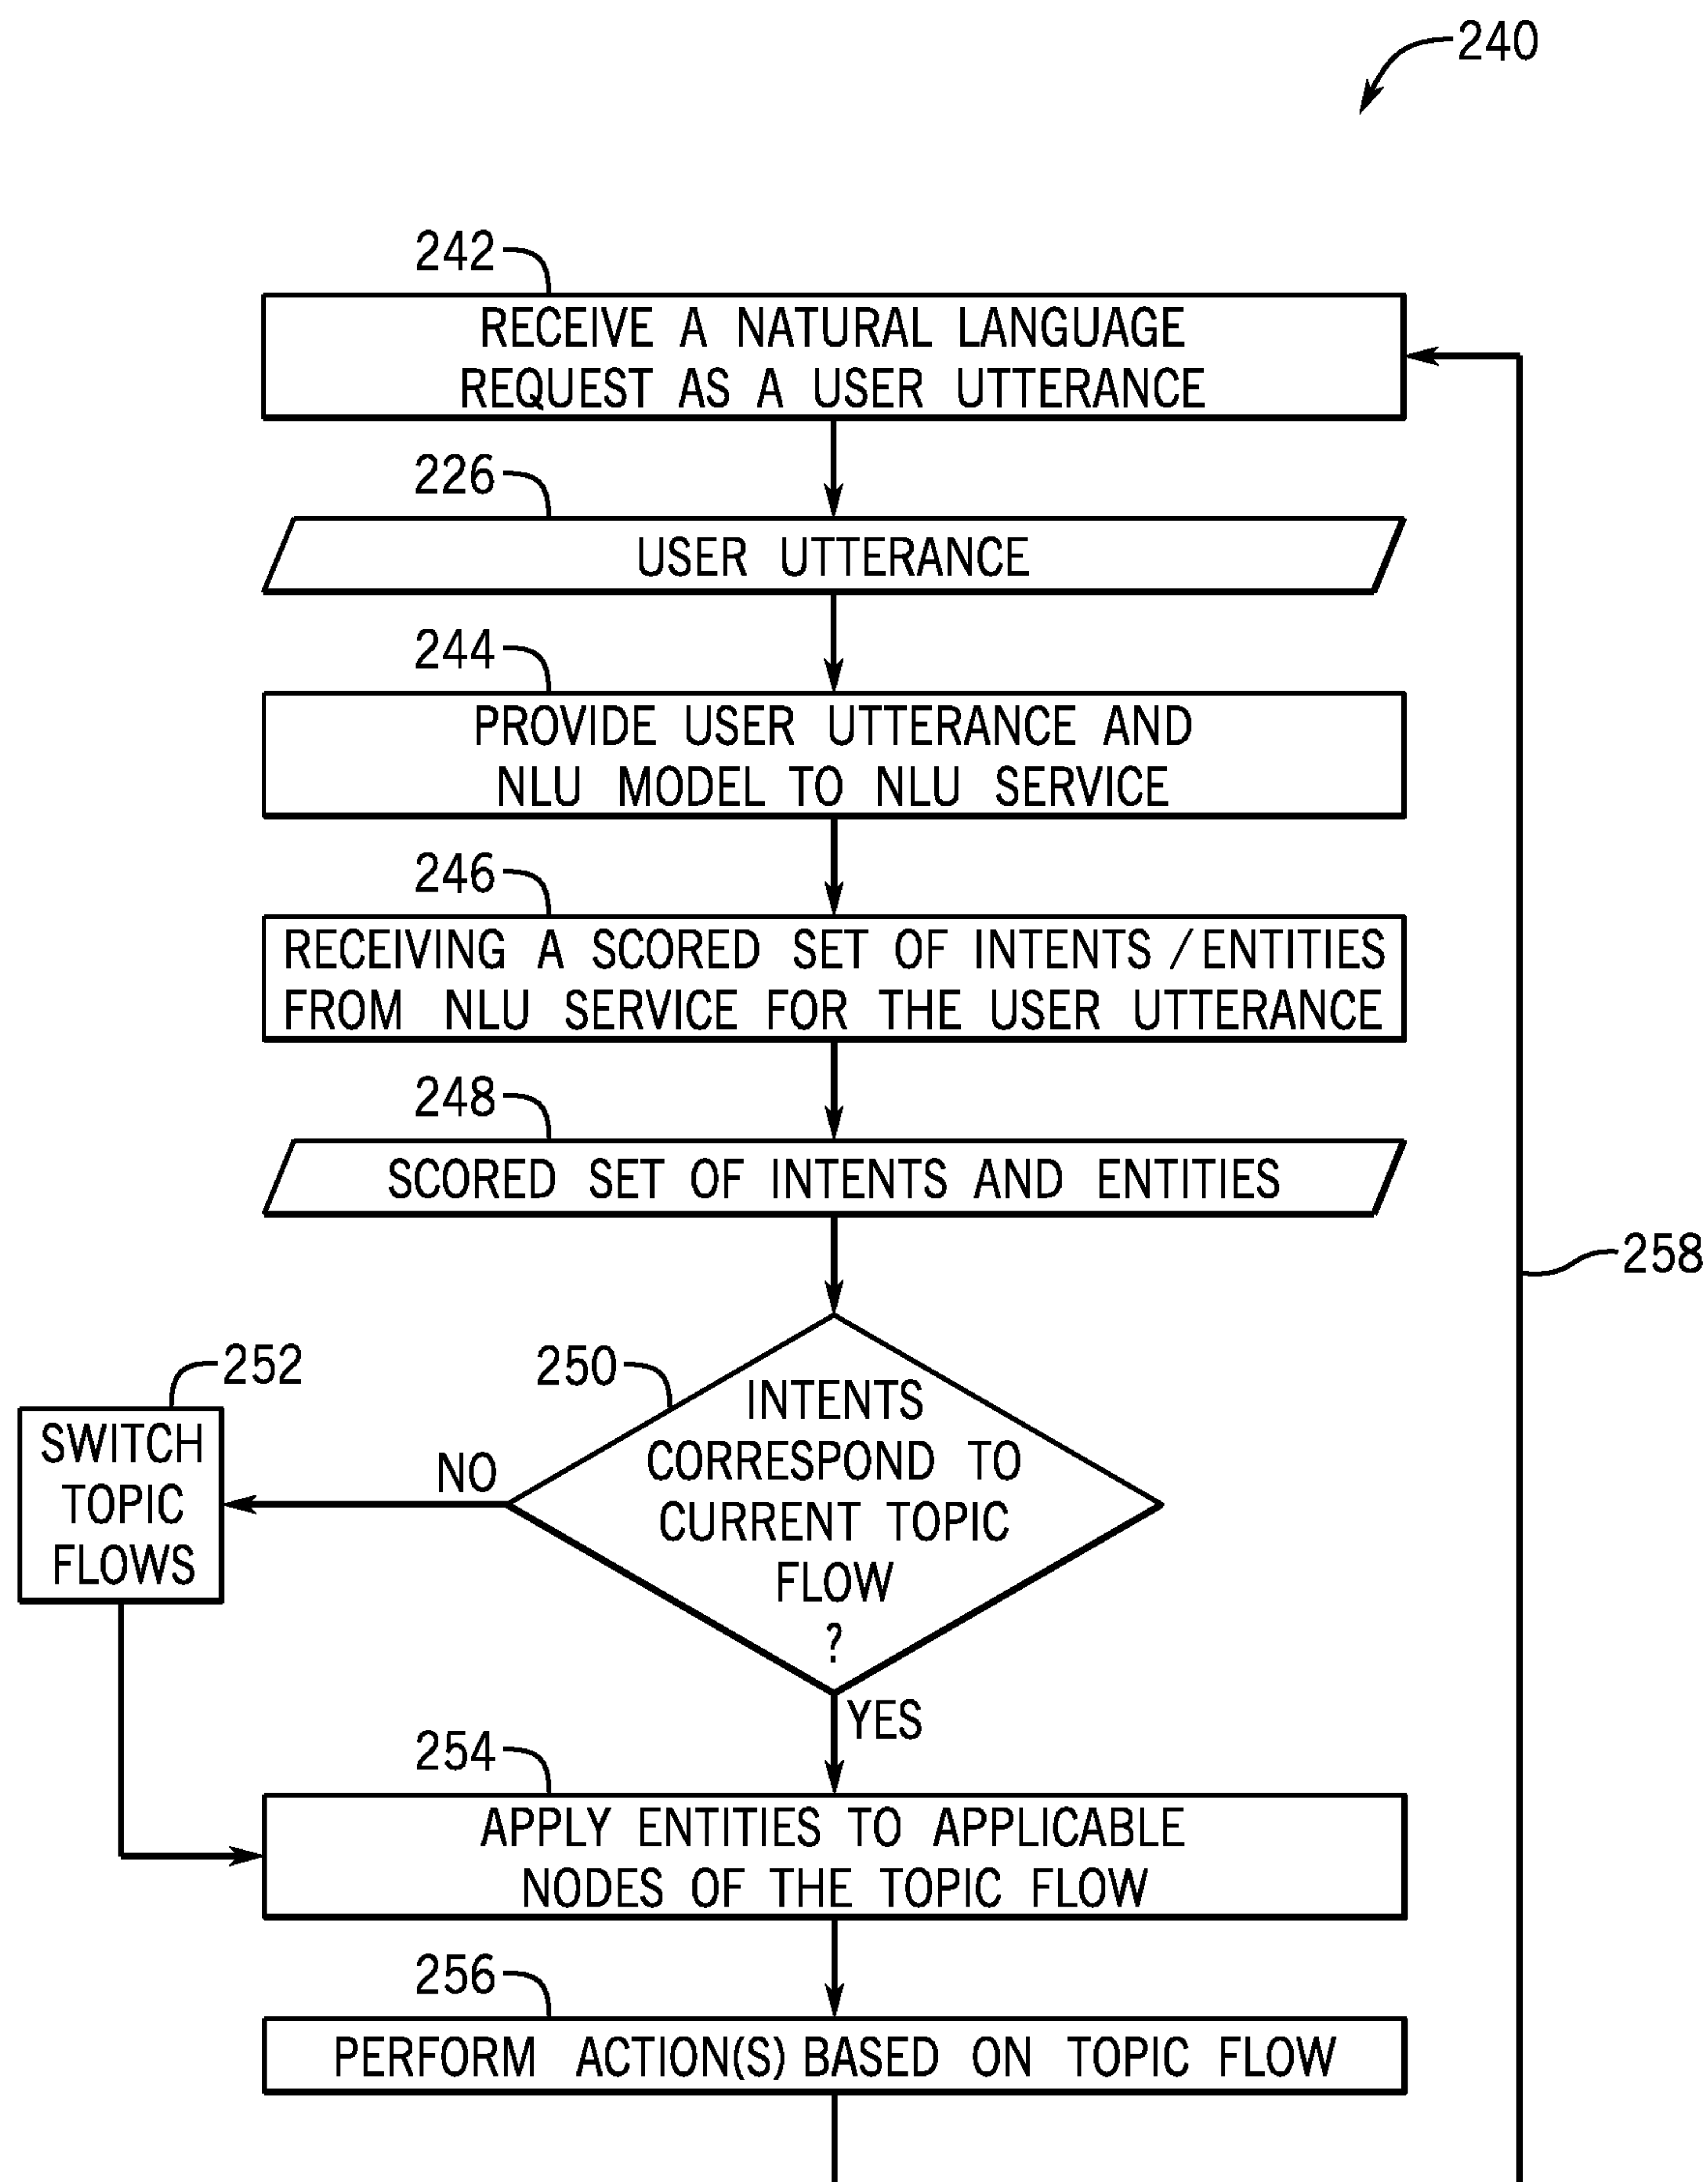 240
242
RECEIVE A NATURAL LANGUAGE
REQUEST AS A USER UTTERANCE
226
USER UTTERANCE
244
PROVIDE USER UTTERANCE AND
NLU MODEL TO NLU SERVICE
246
RECEIVING A SCORED SET OF INTENTS / ENTITIES
FROM NLU SERVICE FOR THE USER UTTERANCE
248
SCORED SET OF INTENTS AND ENTITIES
258
250
INTENTS
CORRESPOND TO
CURRENT TOPIC
FLOW
?
NO
252
SWITCH
TOPIC
FLOWS
YES
254
APPLY ENTITIES TO APPLICABLE
NODES OF THE TOPIC FLOW
256
PERFORM ACTION(S) BASED ON TOPIC FLOW